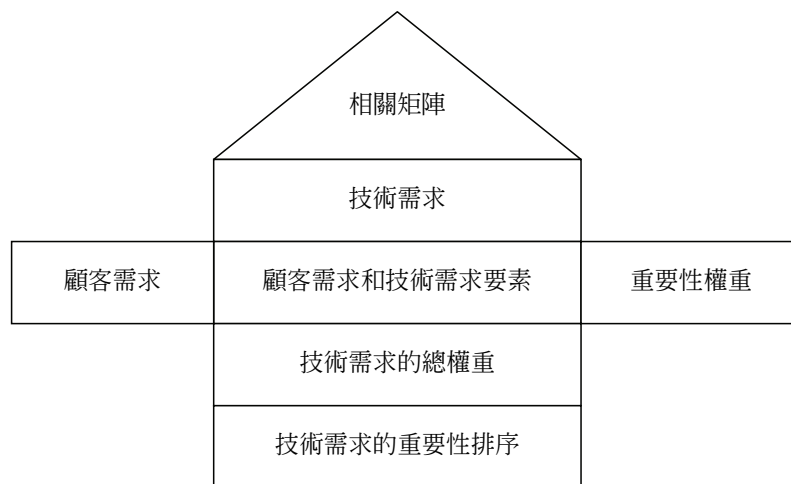 相關矩陣
技術需求
顧客需求
顧客需求和技術需求要素
重要性權重
技術需求的總權重
技術需求的重要性排序